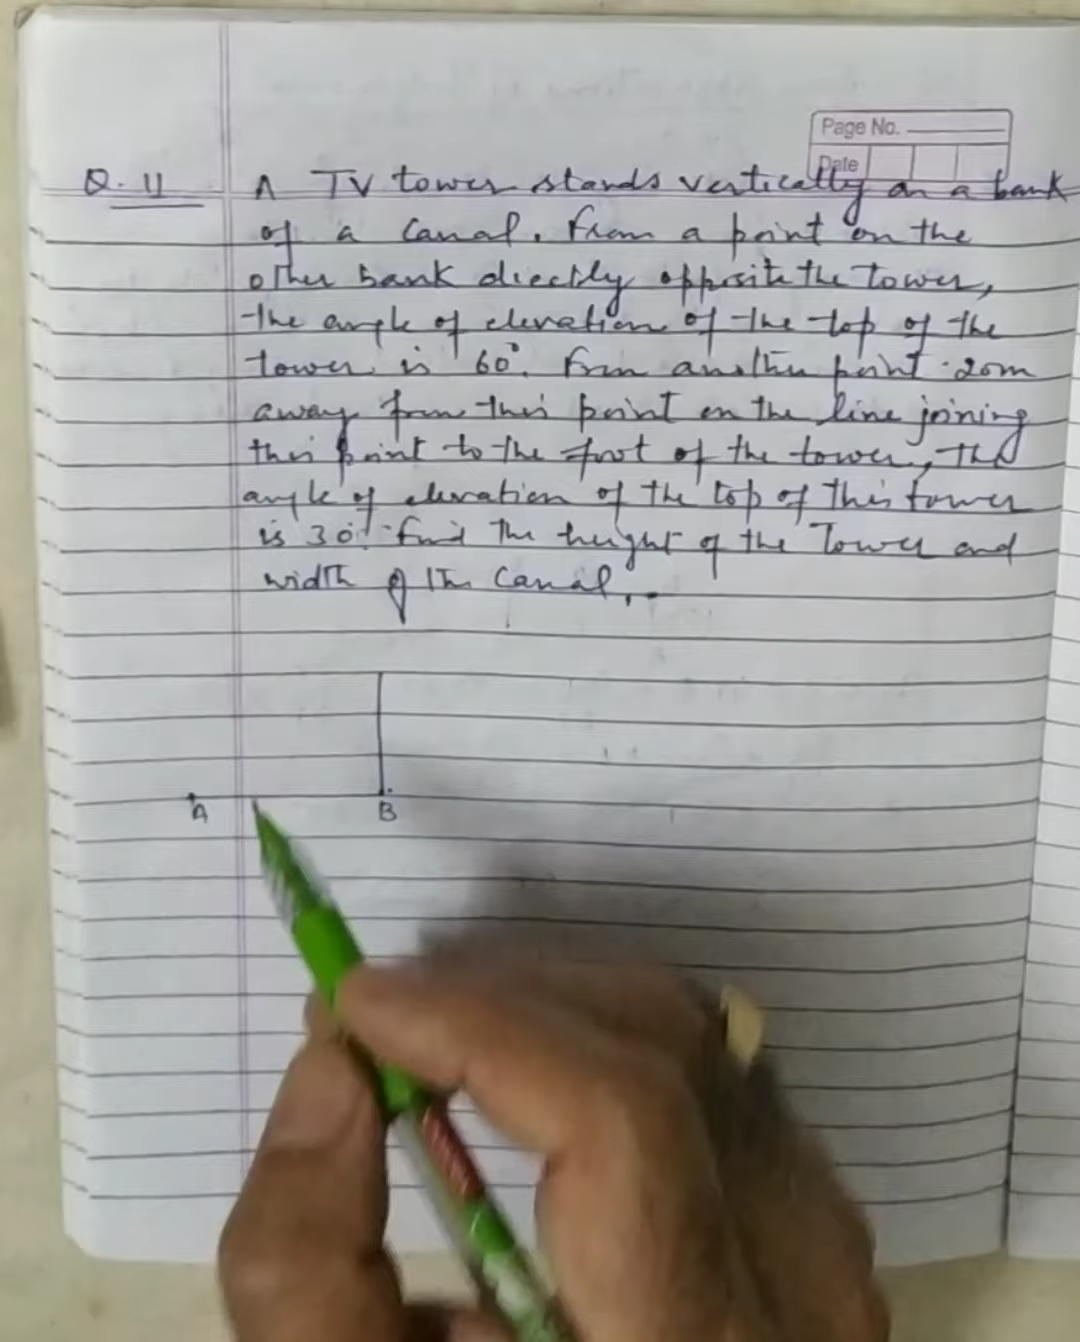 Page No.
Date
Q. 11 A TV tower stands vertically on a bank
of a Canal. From a point on the
other bank directly opposite the tower,
the angle of elevation of the top of the
tower is 60°. From another point 20m
away from this point on the line joining
this point to the foot of the tower, the
angle of elevation of the top of this tower
is 30°. Find the height of the Tower and
width of the Canal.
A
B